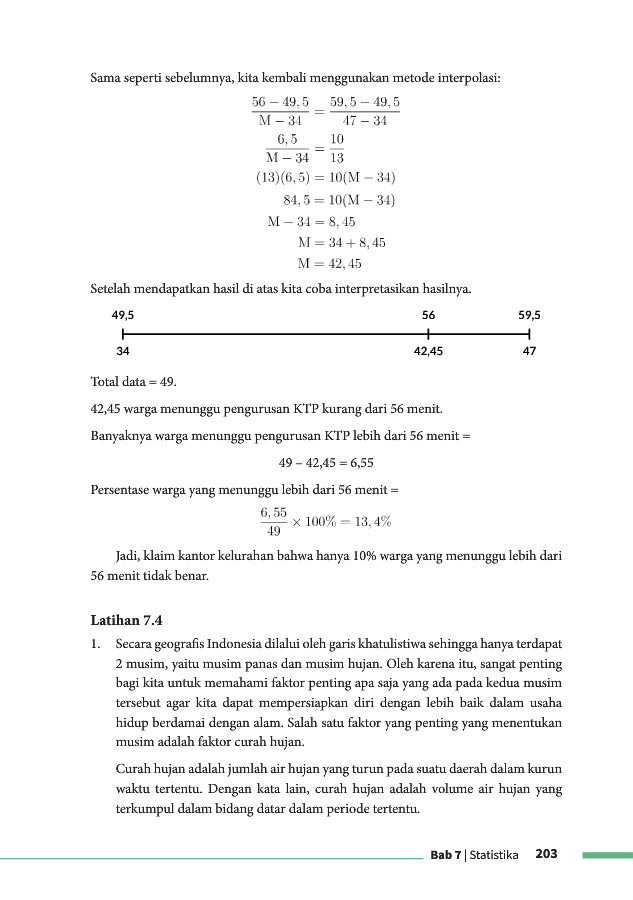 Sama seperti sebelumnya, kita kembali menggunakan metode interpolasi:
56 − 49, 5 / M − 34 = 59, 5 − 49, 5 / 47 − 34
6, 5 / M − 34 = 10 / 13
(13)(6, 5) = 10(M − 34)
84, 5 = 10(M − 34)
M − 34 = 8, 45
M = 34 + 8, 45
M = 42, 45
Setelah mendapatkan hasil di atas kita coba interpretasikan hasilnya.
49,5 56 59,5
34 42,45 47
Total data = 49.
42,45 warga menunggu pengurusan KTP kurang dari 56 menit.
Banyaknya warga menunggu pengurusan KTP lebih dari 56 menit =
49 – 42,45 = 6,55
Persentase warga yang menunggu lebih dari 56 menit =
6, 55 / 49 × 100% = 13, 4%
Jadi, klaim kantor kelurahan bahwa hanya 10% warga yang menunggu lebih dari
56 menit tidak benar.
Latihan 7.4
1. Secara geografis Indonesia dilalui oleh garis khatulistiwa sehingga hanya terdapat
2 musim, yaitu musim panas dan musim hujan. Oleh karena itu, sangat penting
bagi kita untuk memahami faktor penting apa saja yang ada pada kedua musim
tersebut agar kita dapat mempersiapkan diri dengan lebih baik dalam usaha
hidup berdamai dengan alam. Salah satu faktor yang penting yang menentukan
musim adalah faktor curah hujan.
Curah hujan adalah jumlah air hujan yang turun pada suatu daerah dalam kurun
waktu tertentu. Dengan kata lain, curah hujan adalah volume air hujan yang
terkumpul dalam bidang datar dalam periode tertentu.
Bab 7 | Statistika 203